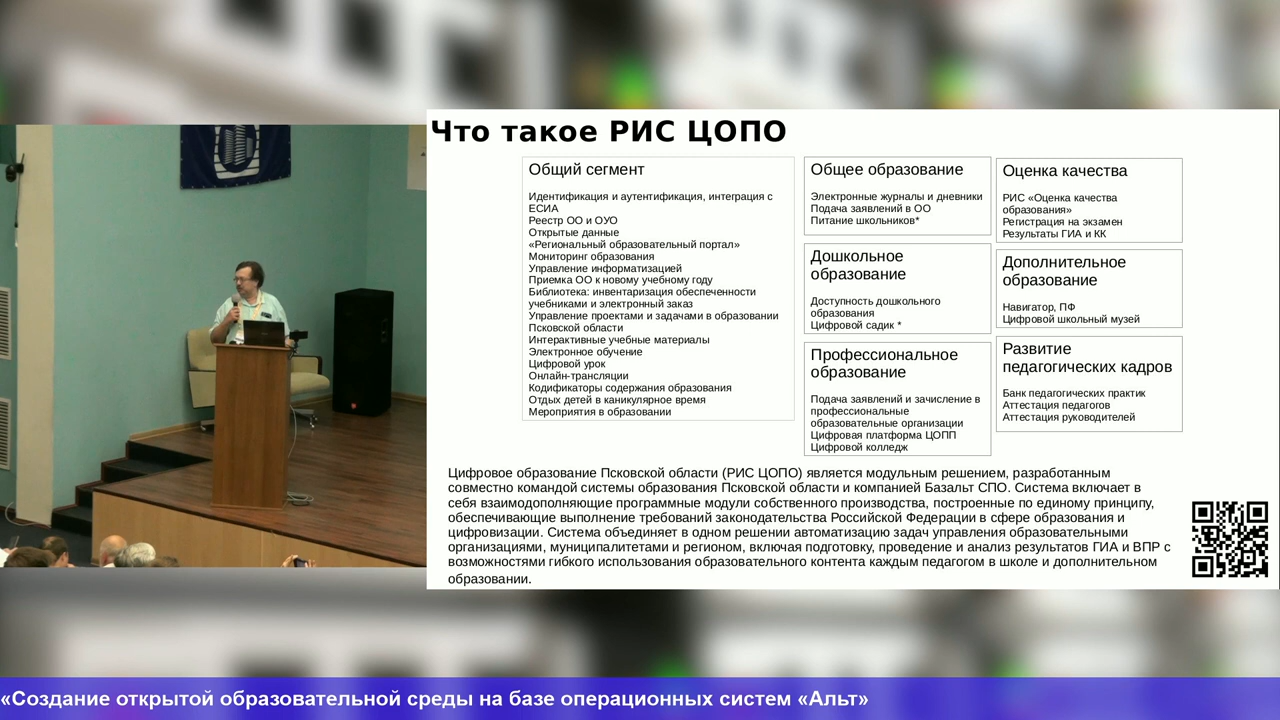 Что такое РИС ЦОПО
Общий сегмент
Идентификация и аутентификация, интеграция с
ЕСИА
Реестр ОО и ОУО
Открытые данные
«Региональный образовательный портал»
Мониторинг образования
Управление информатизацией
Приемка ОО к новому учебному году
Библиотека: инвентаризация обеспеченности
учебниками и электронный заказ
Управление проектами и задачами в образовании
Псковской области
Интерактивные учебные материалы
Электронное обучение
Цифровой урок
Онлайн-трансляции
Кодификаторы содержания образования
Отдых детей в каникулярное время
Мероприятия в образовании
Общее образование
Электронные журналы и дневники
Подача заявлений в ОО
Питание школьников*
Дошкольное
образование
Доступность дошкольного
образования
Цифровой садик *
Профессиональное
образование
Подача заявлений и зачисление в
профессиональные
образовательные организации
Цифровая платформа ЦОПП
Цифровой колледж
Оценка качества
РИС «Оценка качества
образования»
Регистрация на экзамен
Результаты ГИА и КК
Дополнительное
образование
Навигатор, ПФ
Цифровой школьный музей
Развитие
педагогических кадров
Банк педагогических практик
Аттестация педагогов
Аттестация руководителей
Цифровое образование Псковской области (РИС ЦОПО) является модульным решением, разработанным
совместно командой системы образования Псковской области и компанией Базальт СПО. Система включает в
себя взаимодополняющие программные модули собственного производства, построенные по единому принципу,
обеспечивающие выполнение требований законодательства Российской Федерации в сфере образования и
цифровизации. Система объединяет в одном решении автоматизацию задач управления образовательными
организациями, муниципалитетами и регионом, включая подготовку, проведение и анализ результатов ГИА и ВПР с
возможностями гибкого использования образовательного контента каждым педагогом в школе и дополнительном
образовании.
«Создание открытой образовательной среды на базе операционных систем «Альт»